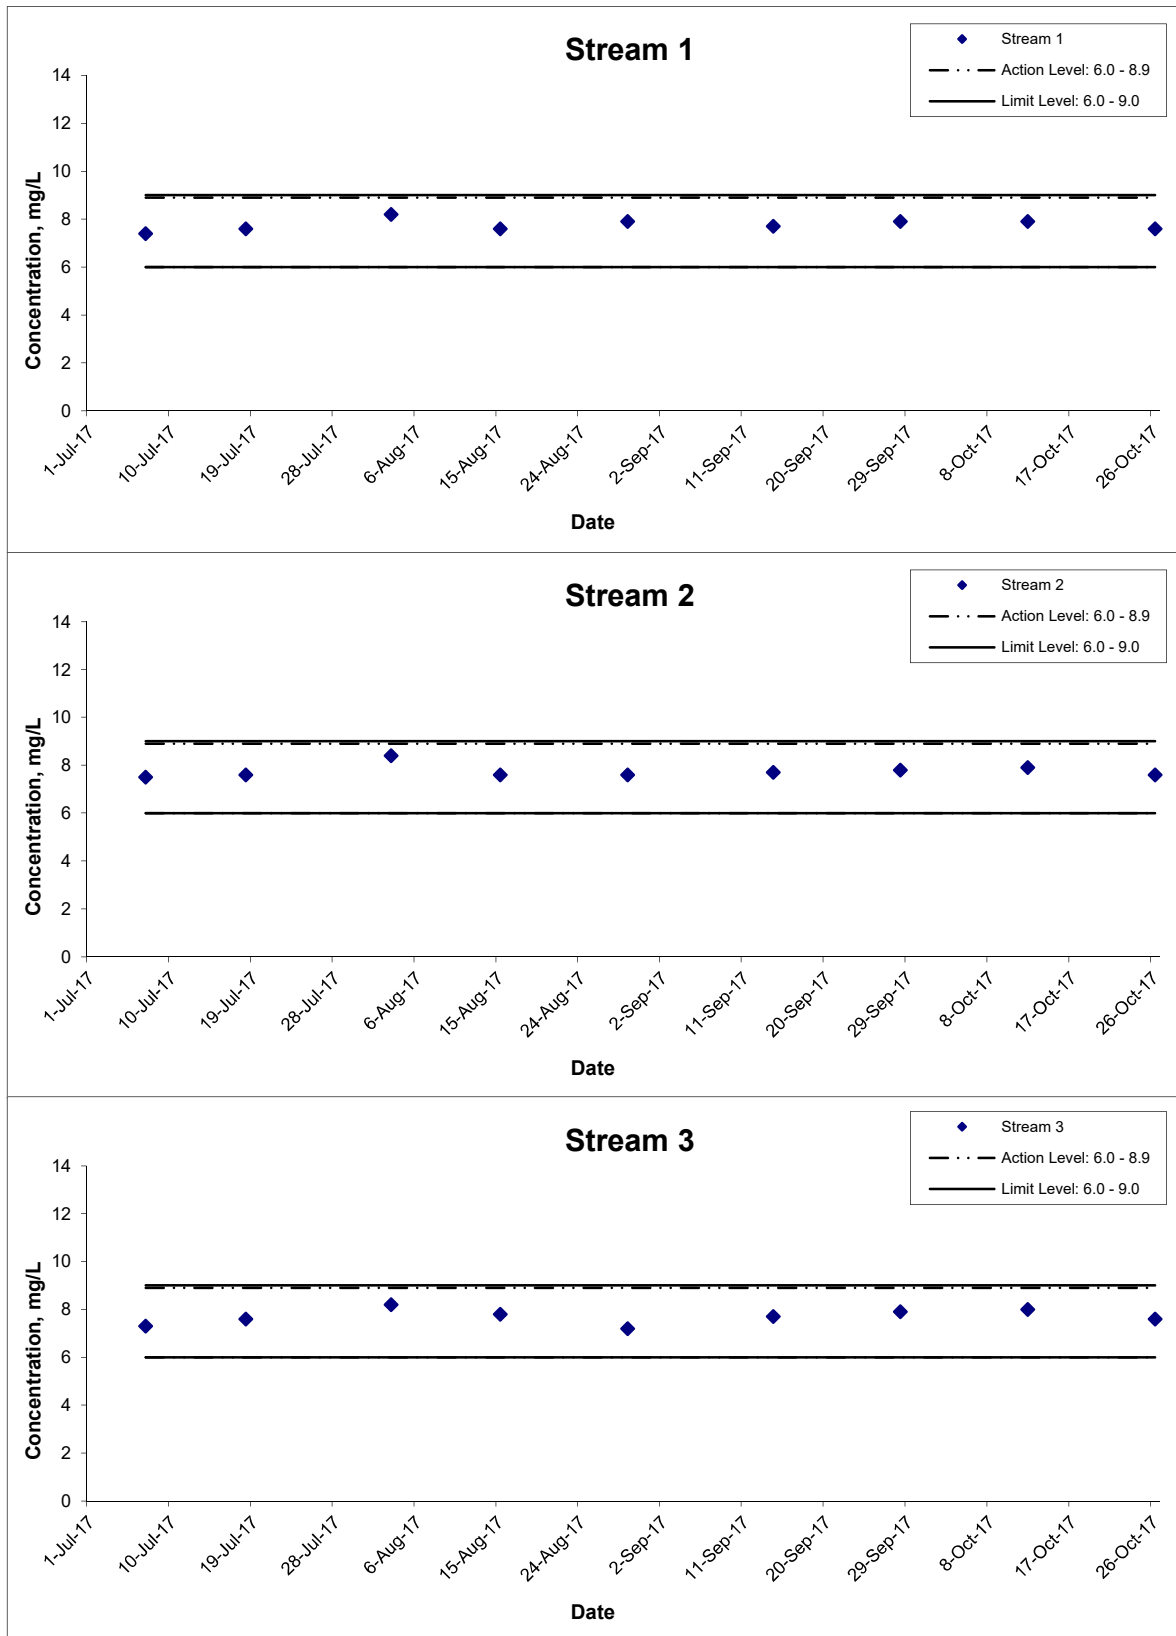 Stream 1
Stream 1
Action Level: 6.0 - 8.9
Limit Level: 6.0 - 9.0
Concentration, mg/L
14
12
10
8
6
4
2
0
1-Jul-17
10-Jul-17
19-Jul-17
28-Jul-17
6-Aug-17
15-Aug-17
24-Aug-17
2-Sep-17
11-Sep-17
20-Sep-17
29-Sep-17
8-Oct-17
17-Oct-17
26-Oct-17
Date
Stream 2
Stream 2
Action Level: 6.0 - 8.9
Limit Level: 6.0 - 9.0
Concentration, mg/L
14
12
10
8
6
4
2
0
1-Jul-17
10-Jul-17
19-Jul-17
28-Jul-17
6-Aug-17
15-Aug-17
24-Aug-17
2-Sep-17
11-Sep-17
20-Sep-17
29-Sep-17
8-Oct-17
17-Oct-17
26-Oct-17
Date
Stream 3
Stream 3
Action Level: 6.0 - 8.9
Limit Level: 6.0 - 9.0
Concentration, mg/L
14
12
10
8
6
4
2
0
1-Jul-17
10-Jul-17
19-Jul-17
28-Jul-17
6-Aug-17
15-Aug-17
24-Aug-17
2-Sep-17
11-Sep-17
20-Sep-17
29-Sep-17
8-Oct-17
17-Oct-17
26-Oct-17
Date